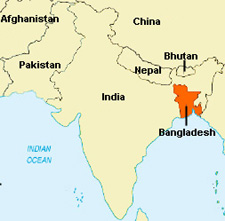 Afghanistan
China
Bhutan
Pakistan
Nepal
India
Bangladesh
INDIAN
OCEAN